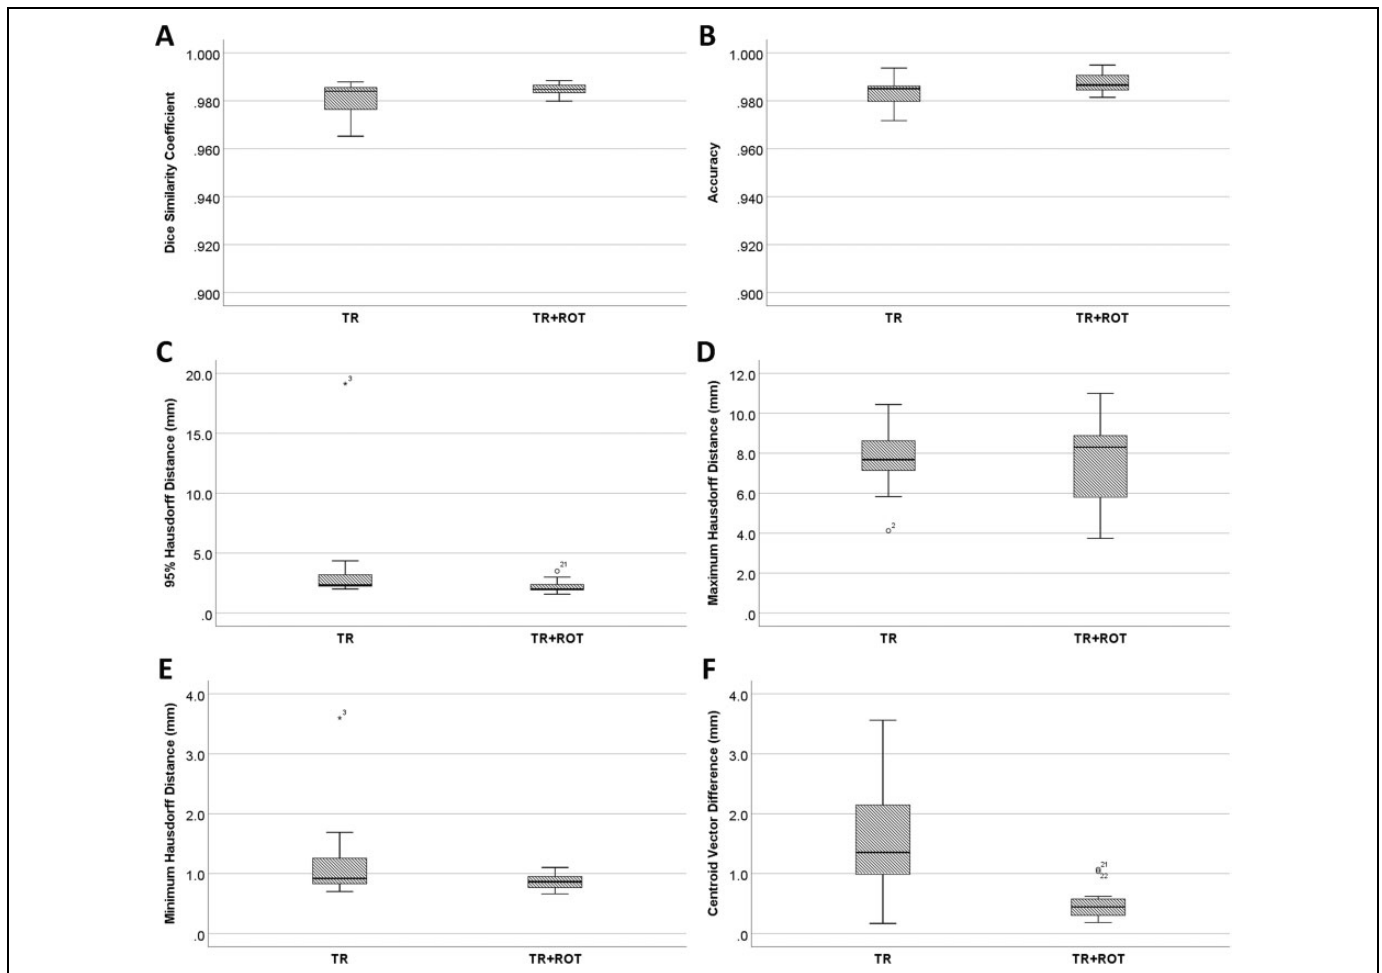 A
Dice Similarity Coefficient
1.000
.980
.960
.940
.920
.900
TR
TR+ROT
B
Accuracy
1.000
.980
.960
.940
.920
.900
TR
TR+ROT
C
95% Hausdorff Distance (mm)
20.0
15.0
10.0
5.0
.0
*3
21
TR
TR+ROT
D
Maximum Hausdorff Distance (mm)
12.0
10.0
8.0
6.0
4.0
2.0
.0
2
TR
TR+ROT
E
Minimum Hausdorff Distance (mm)
4.0
3.0
2.0
1.0
.0
*3
TR
TR+ROT
F
Centroid Vector Difference (mm)
4.0
3.0
2.0
1.0
.0
21
22
TR
TR+ROT